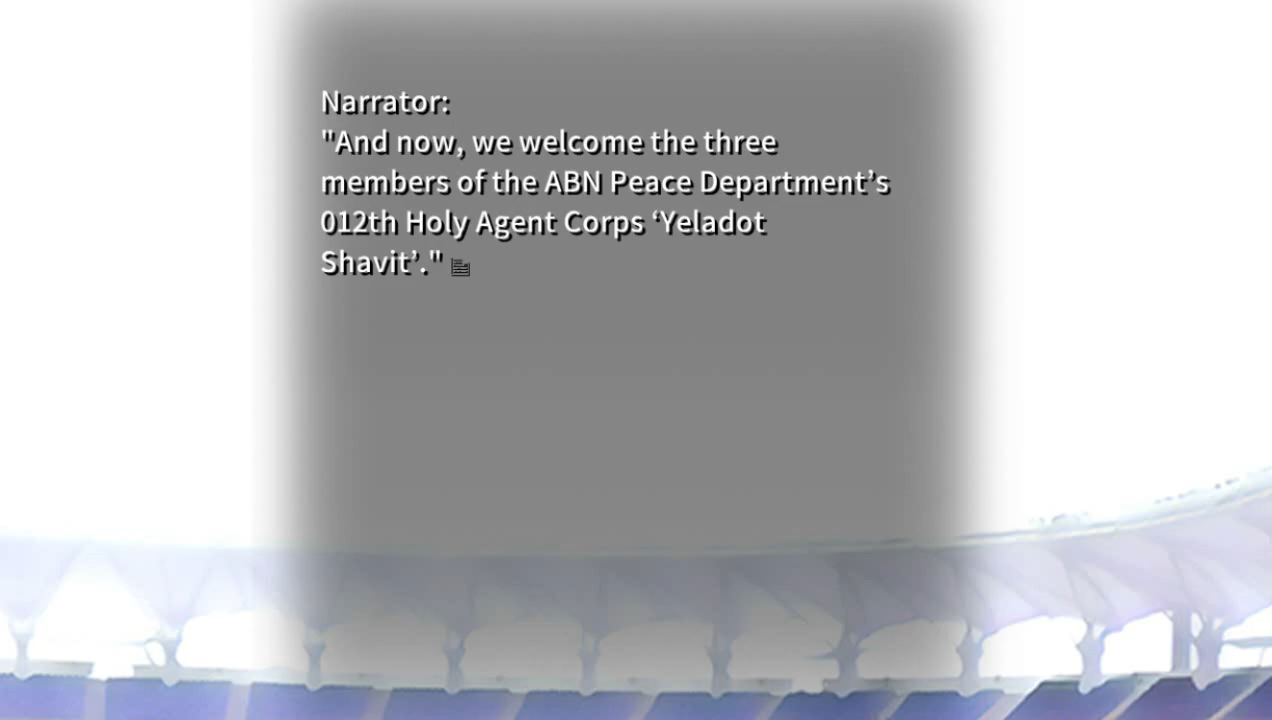 Narrator:
"And now, we welcome the three
members of the ABN Peace Department’s
012th Holy Agent Corps ‘Yeladot
Shavit’."